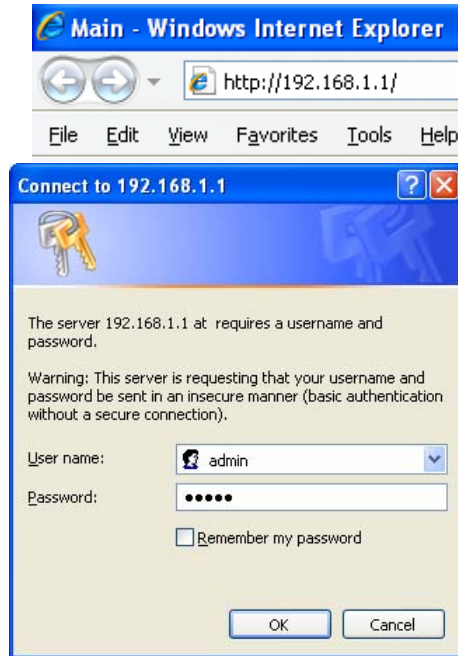 Main - Windows Internet Explorer
http://192.168.1.1/
File Edit View Favorites Tools Help
Connect to 192.168.1.1
The server 192.168.1.1 at  requires a username and
password.
Warning: This server is requesting that your username and
password be sent in an insecure manner (basic authentication
without a secure connection).
User name: admin
Password: •••••
Remember my password
OK Cancel